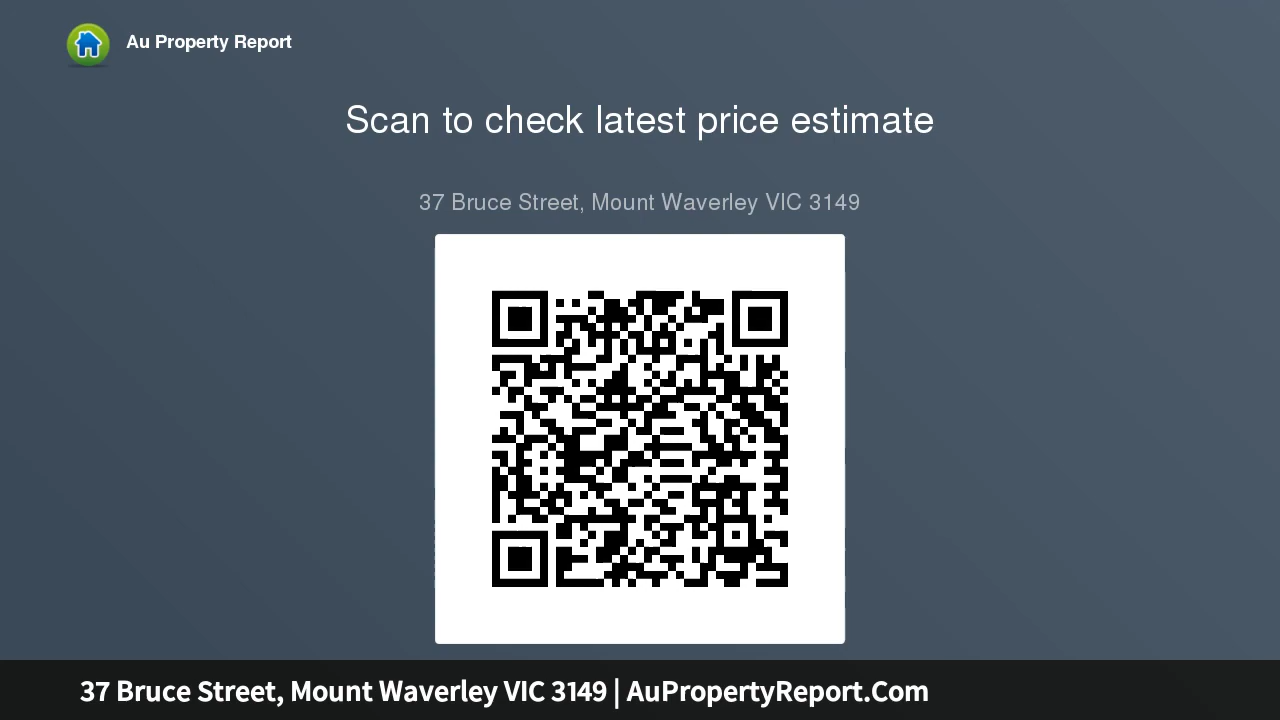 Au Property Report
Scan to check latest price estimate
37 Bruce Street, Mount Waverley VIC 3149
37 Bruce Street, Mount Waverley VIC 3149 | AuPropertyReport.Com